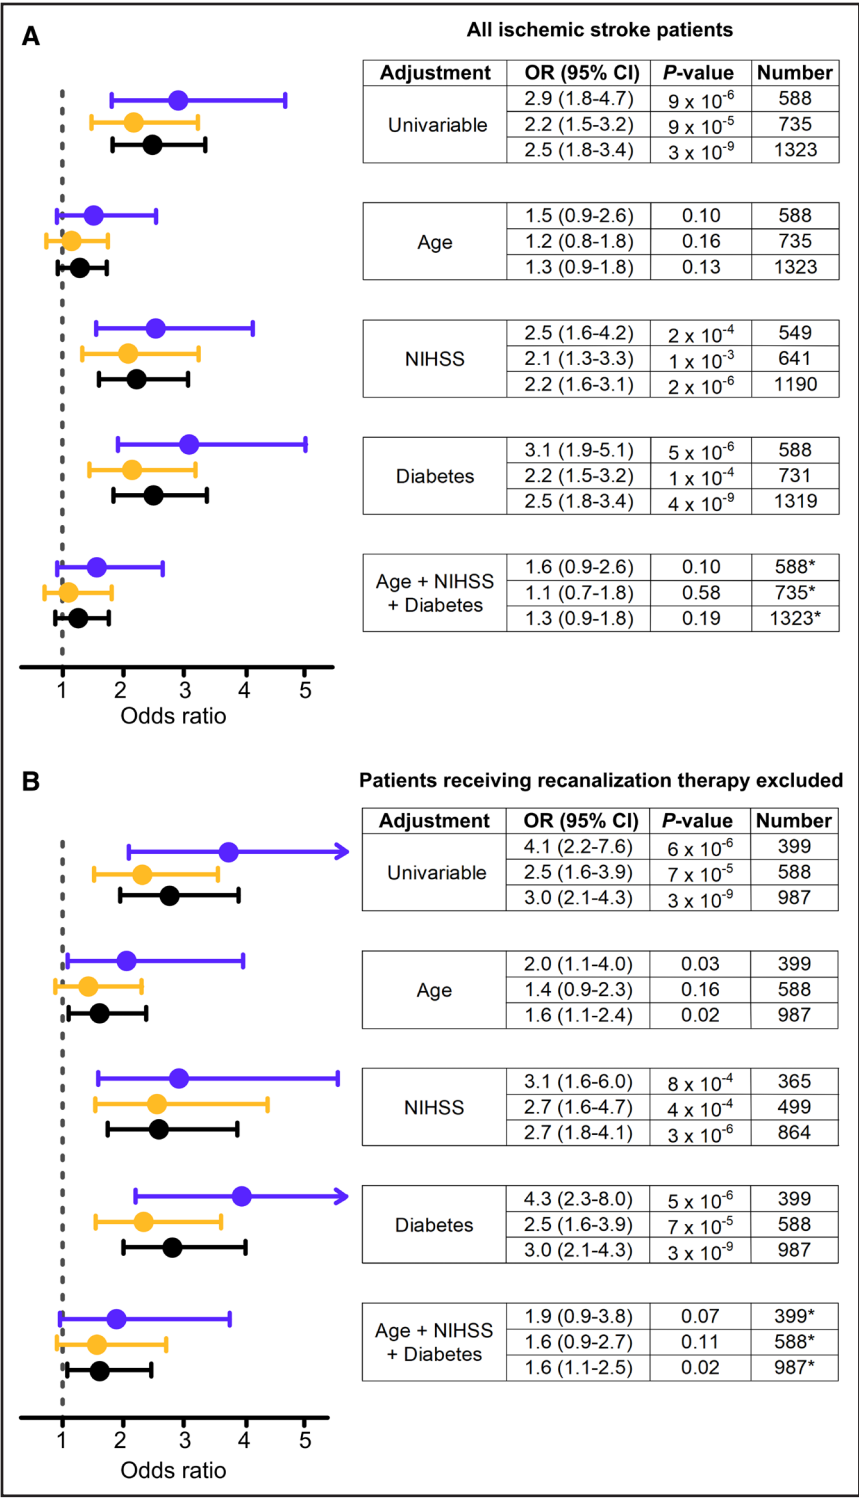 A
All ischemic stroke patients
Adjustment OR (95% CI) P-value Number
Univariable
2.9 (1.8-4.7) 9 x 10⁻⁶ 588
2.2 (1.5-3.2) 9 x 10⁻⁵ 735
2.5 (1.8-3.4) 3 x 10⁻⁹ 1323
Age
1.5 (0.9-2.6) 0.10 588
1.2 (0.8-1.8) 0.16 735
1.3 (0.9-1.8) 0.13 1323
NIHSS
2.5 (1.6-4.2) 2 x 10⁻⁴ 549
2.1 (1.3-3.3) 1 x 10⁻³ 641
2.2 (1.6-3.1) 2 x 10⁻⁶ 1190
Diabetes
3.1 (1.9-5.1) 5 x 10⁻⁶ 588
2.2 (1.5-3.2) 1 x 10⁻⁴ 731
2.5 (1.8-3.4) 4 x 10⁻⁹ 1319
Age + NIHSS
+ Diabetes
1.6 (0.9-2.6) 0.10 588*
1.1 (0.7-1.8) 0.58 735*
1.3 (0.9-1.8) 0.19 1323*
1 2 3 4 5
Odds ratio
B
Patients receiving recanalization therapy excluded
Adjustment OR (95% CI) P-value Number
Univariable
4.1 (2.2-7.6) 6 x 10⁻⁶ 399
2.5 (1.6-3.9) 7 x 10⁻⁵ 588
3.0 (2.1-4.3) 3 x 10⁻⁹ 987
Age
2.0 (1.1-4.0) 0.03 399
1.4 (0.9-2.3) 0.16 588
1.6 (1.1-2.4) 0.02 987
NIHSS
3.1 (1.6-6.0) 8 x 10⁻⁴ 365
2.7 (1.6-4.7) 4 x 10⁻⁴ 499
2.7 (1.8-4.1) 3 x 10⁻⁶ 864
Diabetes
4.3 (2.3-8.0) 5 x 10⁻⁶ 399
2.5 (1.6-3.9) 7 x 10⁻⁵ 588
3.0 (2.1-4.3) 3 x 10⁻⁹ 987
Age + NIHSS
+ Diabetes
1.9 (0.9-3.8) 0.07 399*
1.6 (0.9-2.7) 0.11 588*
1.6 (1.1-2.5) 0.02 987*
1 2 3 4 5
Odds ratio